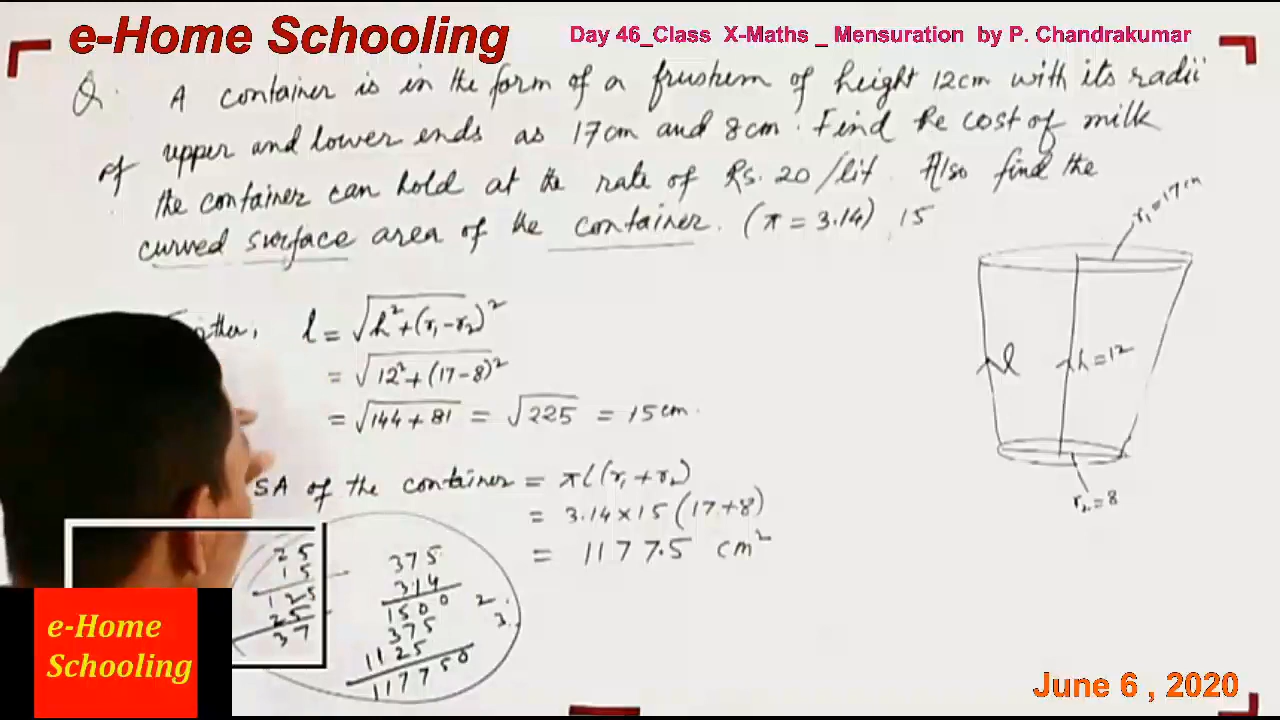 e-Home Schooling
Day 46_Class X-Maths _ Mensuration by P. Chandrakumar
Q. A container is in the form of a frustum of height 12cm with its radii
of upper and lower ends as 17cm and 8cm. Find the cost of milk
the container can hold at the rate of Rs. 20/lit. Also find the
curved surface area of the container. (π = 3.14) 15
r₁=17cm
l = √h²+(r₁-r₂)²
= √12²+(17-8)²
= √144+81 = √225 = 15cm.
l
h=12
r₂=8
SA of the container = πl(r₁+r₂)
= 3.14×15(17+8)
= 1177.5 cm²
25
15
125
25
37
375
314
1500
375
1125
117750
e-Home
Schooling
June 6 , 2020